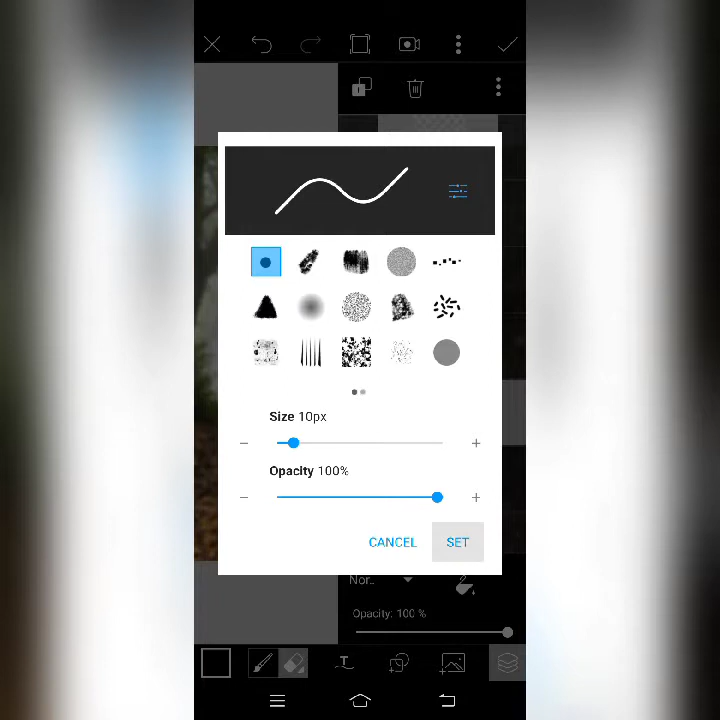 Size 10px
Opacity 100%
CANCEL SET
Nor..
Opacity: 100 %
T